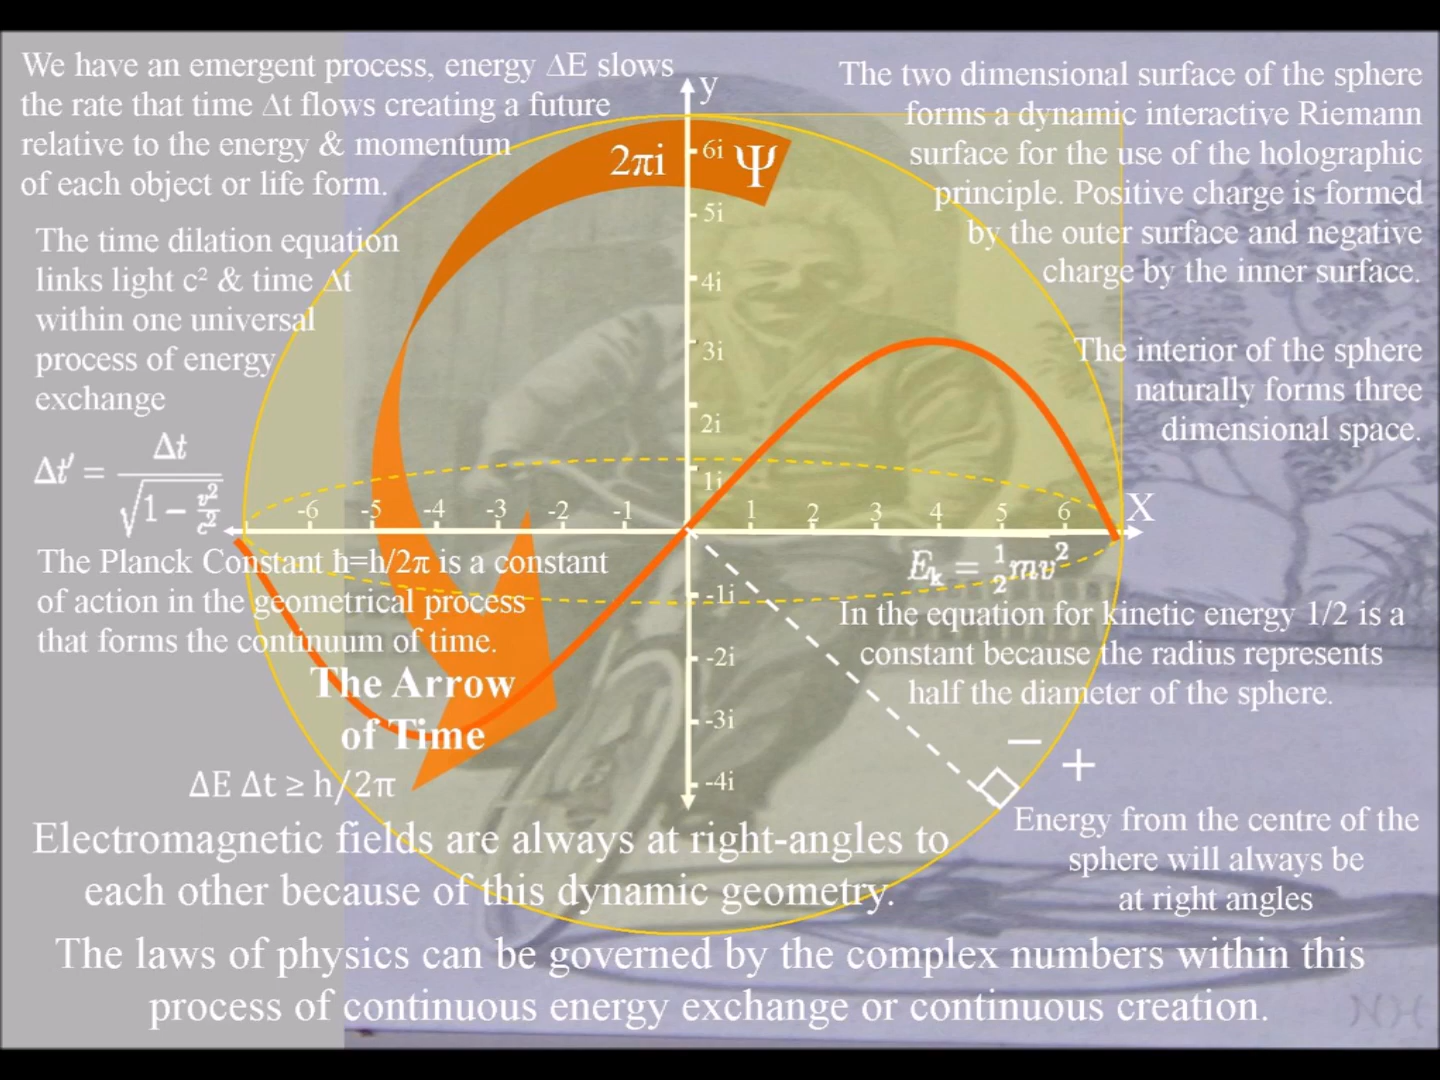 We have an emergent process, energy ΔE slows
the rate that time Δt flows creating a future
relative to the energy & momentum
of each object or life form.
The time dilation equation
links light c² & time Δt
within one universal
process of energy
exchange
Δt′ = Δt / √(1 − v²/c²)
The Planck Constant ħ=h/2π is a constant
of action in the geometrical process
that forms the continuum of time.
The Arrow
of Time
ΔE Δt ≥ h/2π
2πi
Ψ
y
6i
5i
4i
3i
2i
1i
-6 -5 -4 -3 -2 -1 1 2 3 4 5 6 X
-1i
-2i
-3i
-4i
The two dimensional surface of the sphere
forms a dynamic interactive Riemann
surface for the use of the holographic
principle. Positive charge is formed
by the outer surface and negative
charge by the inner surface.
The interior of the sphere
naturally forms three
dimensional space.
Eₖ = ½mv²
In the equation for kinetic energy 1/2 is a
constant because the radius represents
half the diameter of the sphere.
− +
Energy from the centre of the
sphere will always be
at right angles
Electromagnetic fields are always at right-angles to
each other because of this dynamic geometry.
The laws of physics can be governed by the complex numbers within this
process of continuous energy exchange or continuous creation.
NH